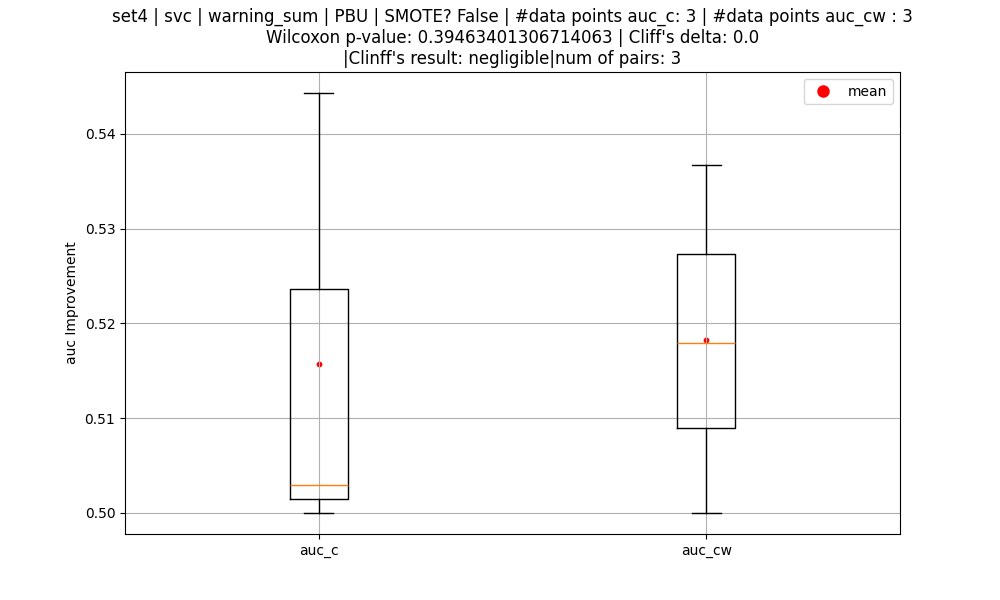 set4 | svc | warning_sum | PBU | SMOTE? False | #data points auc_c: 3 | #data points auc_cw : 3
Wilcoxon p-value: 0.39463401306714063 | Cliff's delta: 0.0
|Clinff's result: negligible|num of pairs: 3
mean
0.54
0.53
0.52
0.51
0.50
auc Improvement
auc_c
auc_cw